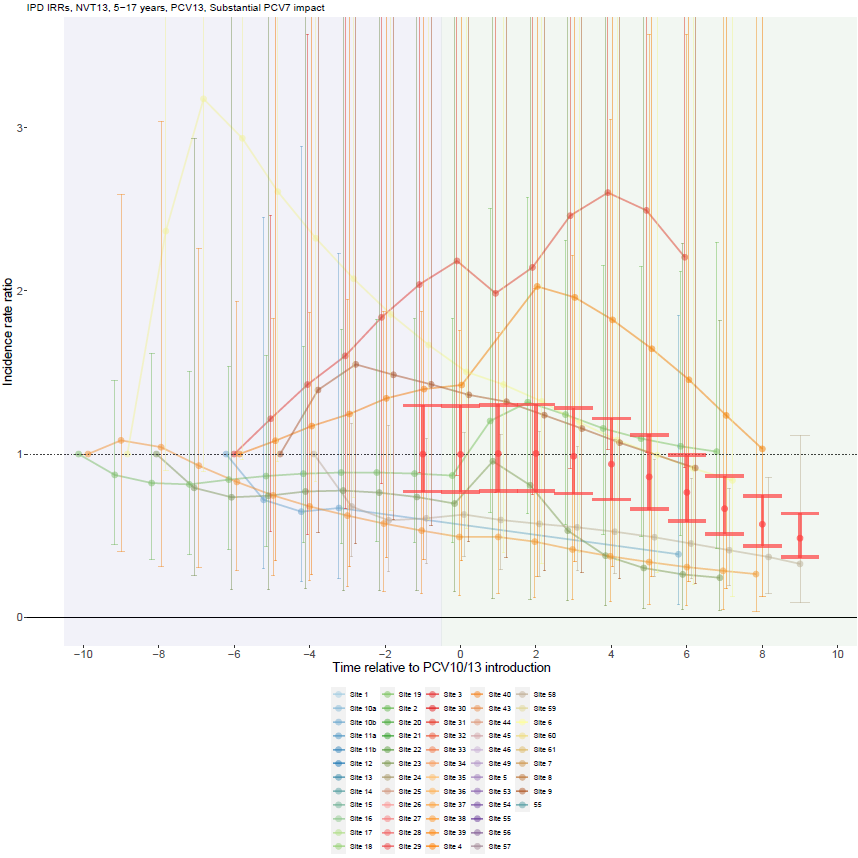 IPD IRRs, NVT13, 5−17 years, PCV13, Substantial PCV7 impact
Incidence rate ratio
3
2
1
0
−10 −8 −6 −4 −2 0 2 4 6 8 10
Time relative to PCV10/13 introduction
Site 1 Site 19 Site 3 Site 40 Site 58
Site 10a Site 2 Site 30 Site 43 Site 59
Site 10b Site 20 Site 31 Site 44 Site 6
Site 11a Site 21 Site 32 Site 45 Site 60
Site 11b Site 22 Site 33 Site 46 Site 61
Site 12 Site 23 Site 34 Site 49 Site 7
Site 13 Site 24 Site 35 Site 5 Site 8
Site 14 Site 25 Site 36 Site 53 Site 9
Site 15 Site 26 Site 37 Site 54 55
Site 16 Site 27 Site 38 Site 55
Site 17 Site 28 Site 39 Site 56
Site 18 Site 29 Site 4 Site 57